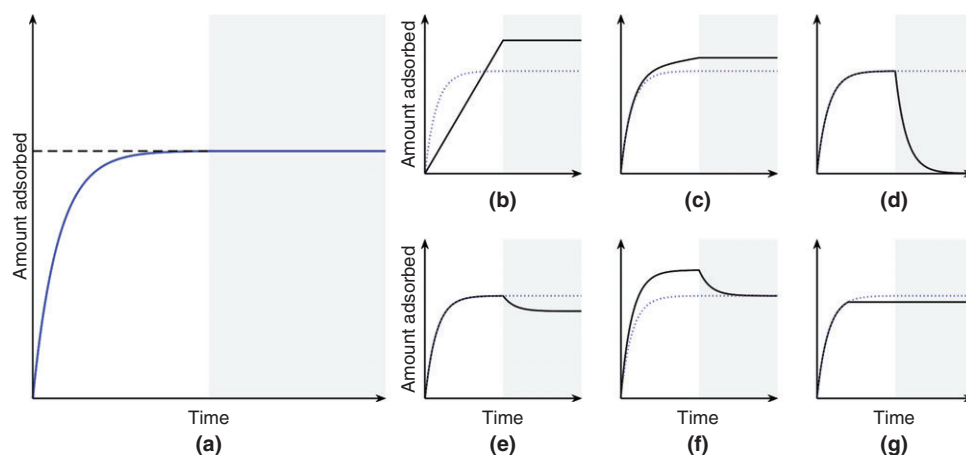 Amount adsorbed
Time
(a)
Amount adsorbed
(b)
(c)
(d)
Amount adsorbed
Time
(e)
Time
(f)
Time
(g)